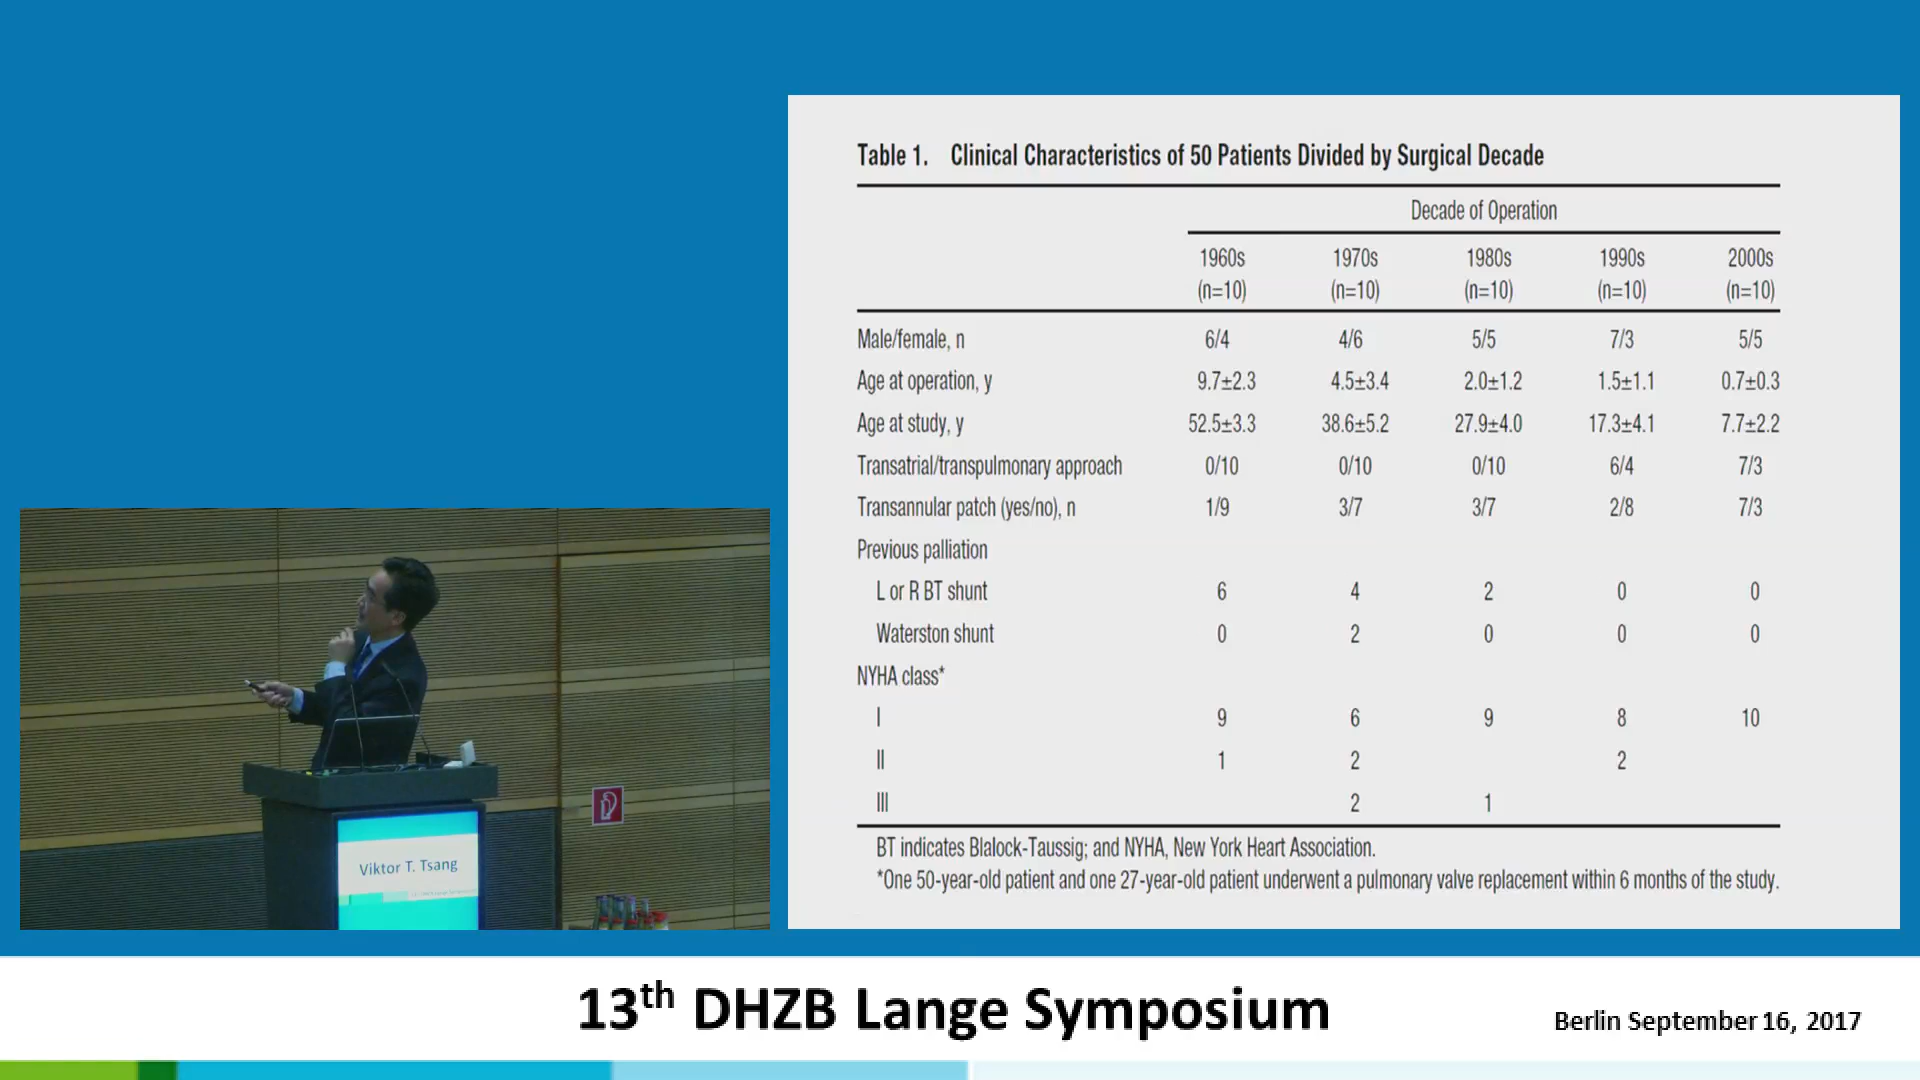 Table 1. Clinical Characteristics of 50 Patients Divided by Surgical Decade
Decade of Operation
1960s 1970s 1980s 1990s 2000s
(n=10) (n=10) (n=10) (n=10) (n=10)
Male/female, n 6/4 4/6 5/5 7/3 5/5
Age at operation, y 9.7±2.3 4.5±3.4 2.0±1.2 1.5±1.1 0.7±0.3
Age at study, y 52.5±3.3 38.6±5.2 27.9±4.0 17.3±4.1 7.7±2.2
Transatrial/transpulmonary approach 0/10 0/10 0/10 6/4 7/3
Transannular patch (yes/no), n 1/9 3/7 3/7 2/8 7/3
Previous palliation
L or R BT shunt 6 4 2 0 0
Waterston shunt 0 2 0 0 0
NYHA class*
I 9 6 9 8 10
II 1 2 2
III 2 1
BT indicates Blalock-Taussig; and NYHA, New York Heart Association.
*One 50-year-old patient and one 27-year-old patient underwent a pulmonary valve replacement within 6 months of the study.
Viktor T. Tsang
13th DHZB Lange Symposium
Berlin September 16, 2017